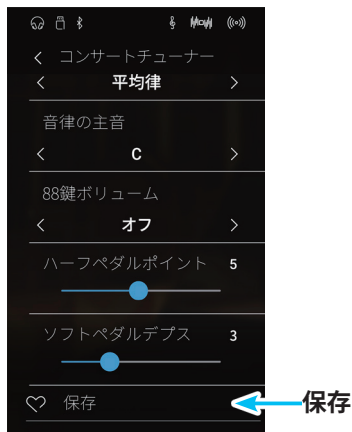 コンサートチューナー
平均律
音律の主音
C
88鍵ボリューム
オフ
ハーフペダルポイント 5
ソフトペダルデプス 3
保存 保存